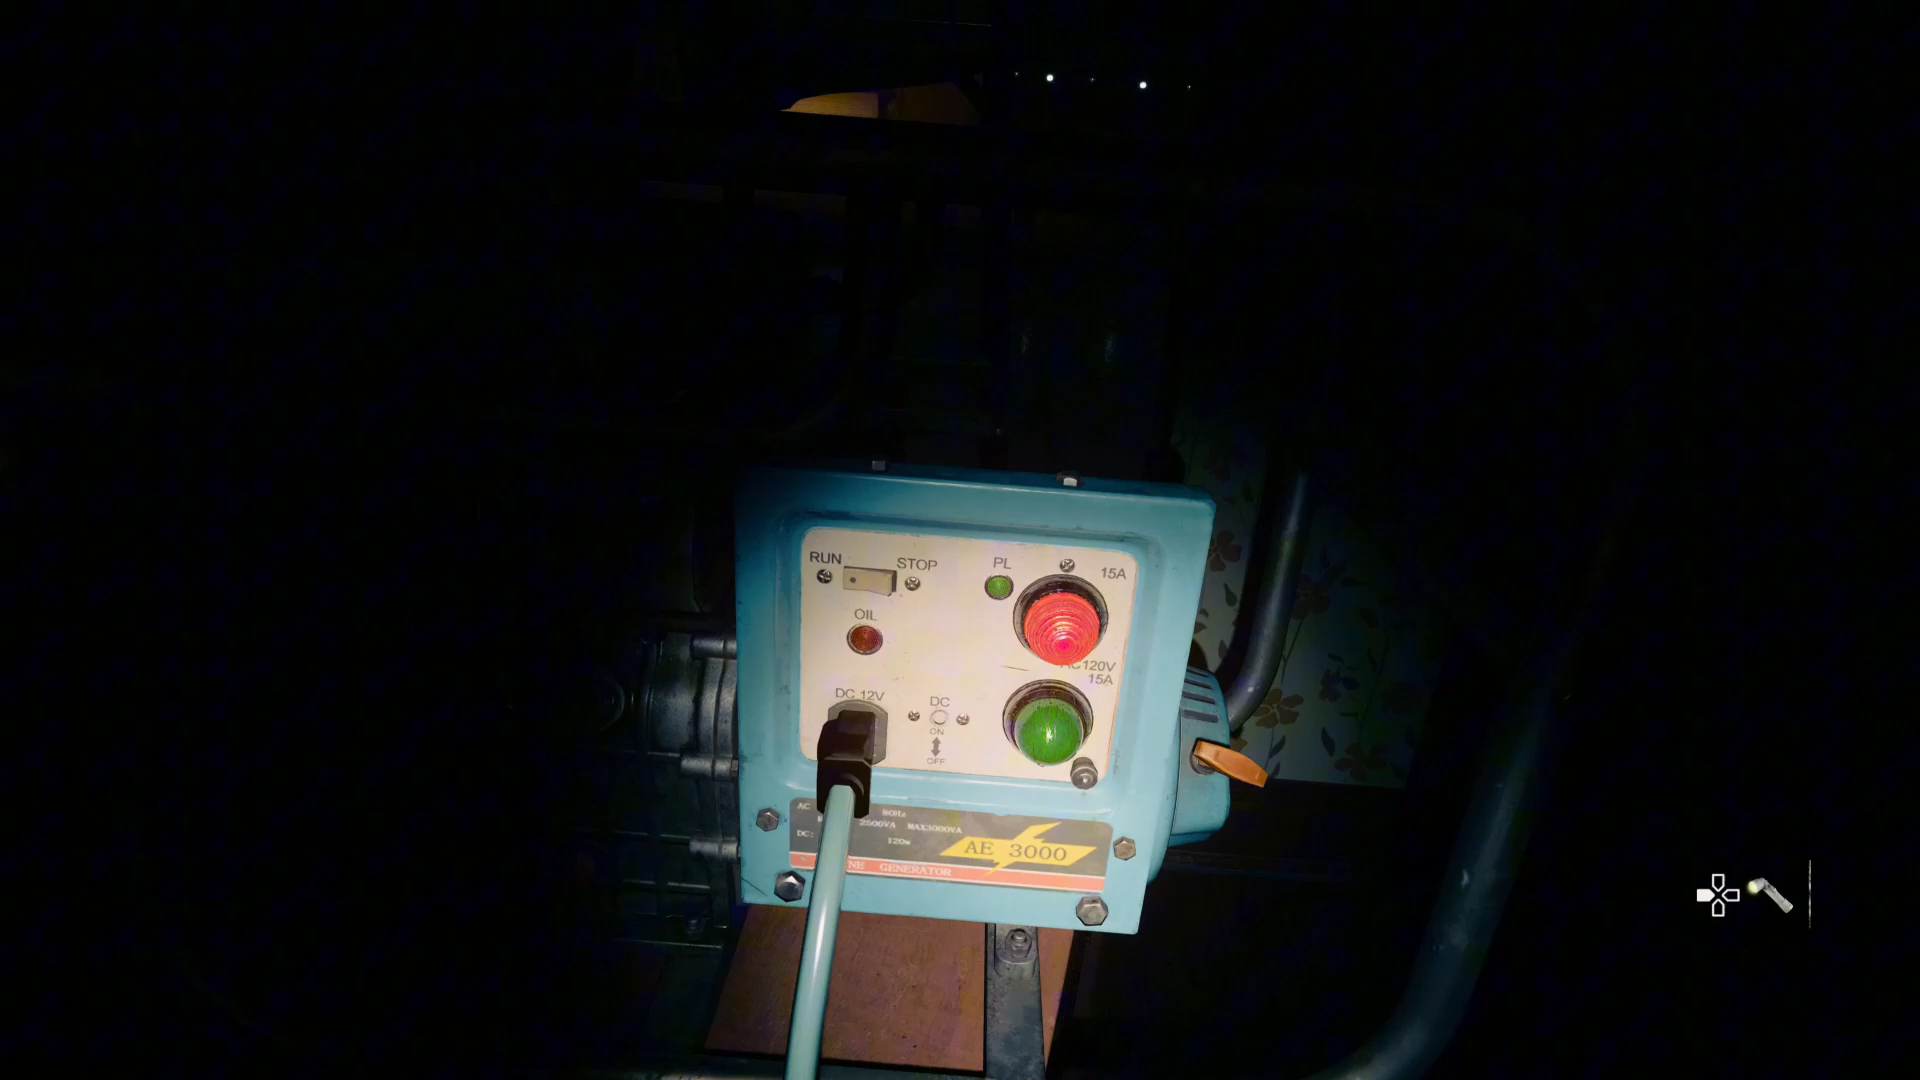 RUN
STOP
PL
15A
OIL
AC120V
15A
DC 12V
DC
ON
OFF
AC 80Hz
2500VA MAX3000VA
DC: 120w
AE 3000
GENERATOR